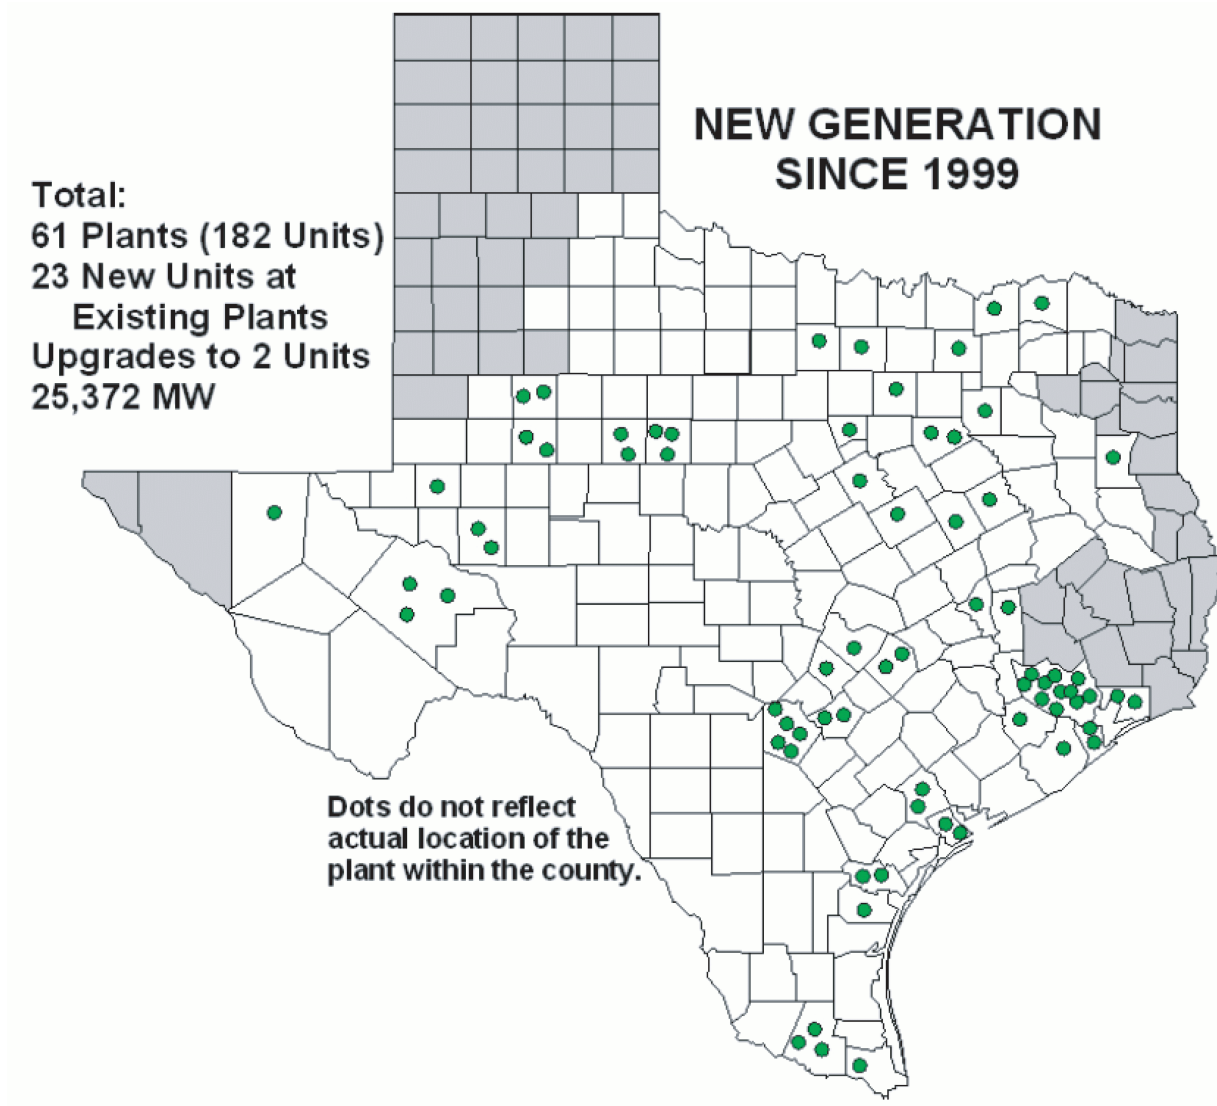 NEW GENERATION
SINCE 1999
Total:
61 Plants (182 Units)
23 New Units at
Existing Plants
Upgrades to 2 Units
25,372 MW
Dots do not reflect
actual location of the
plant within the county.